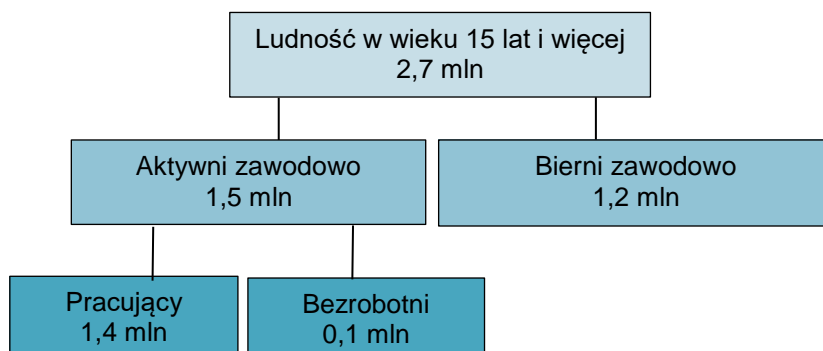 Ludność w wieku 15 lat i więcej
2,7 mln
Aktywni zawodowo
1,5 mln
Bierni zawodowo
1,2 mln
Pracujący
1,4 mln
Bezrobotni
0,1 mln